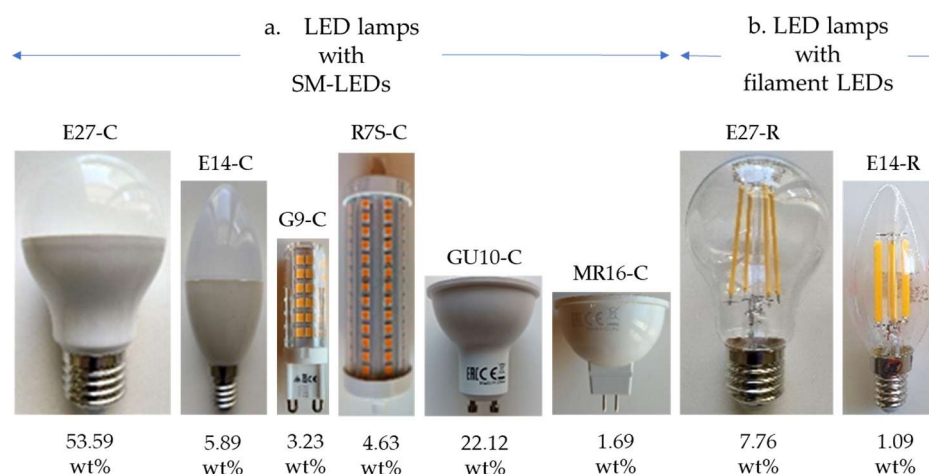 a. LED lamps
with
SM-LEDs
b. LED lamps
with
filament LEDs
E27-C
E14-C
G9-C
R7S-C
GU10-C
MR16-C
E27-R
E14-R
53.59
wt%
5.89
wt%
3.23
wt%
4.63
wt%
22.12
wt%
1.69
wt%
7.76
wt%
1.09
wt%